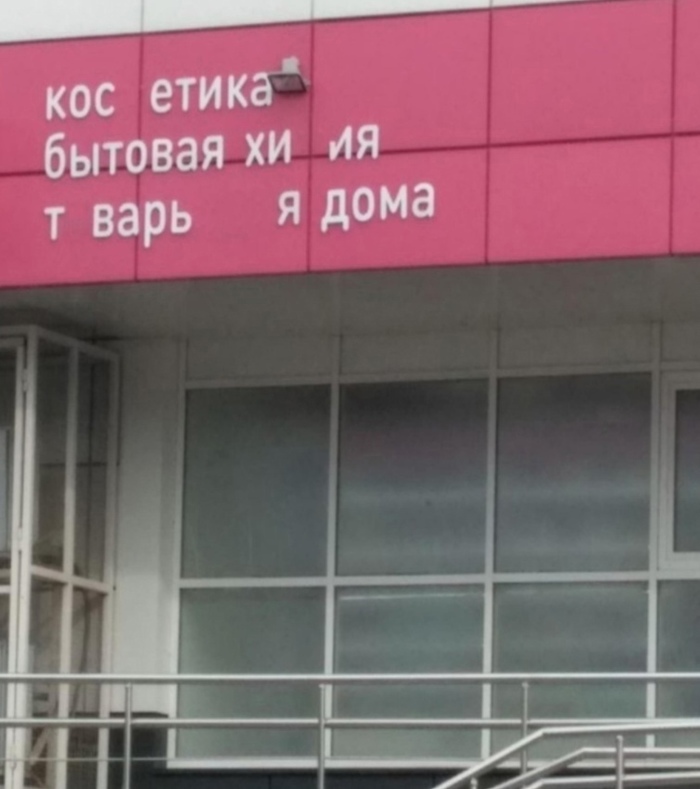 кос етика
бытовая хи ия
т варь я дома